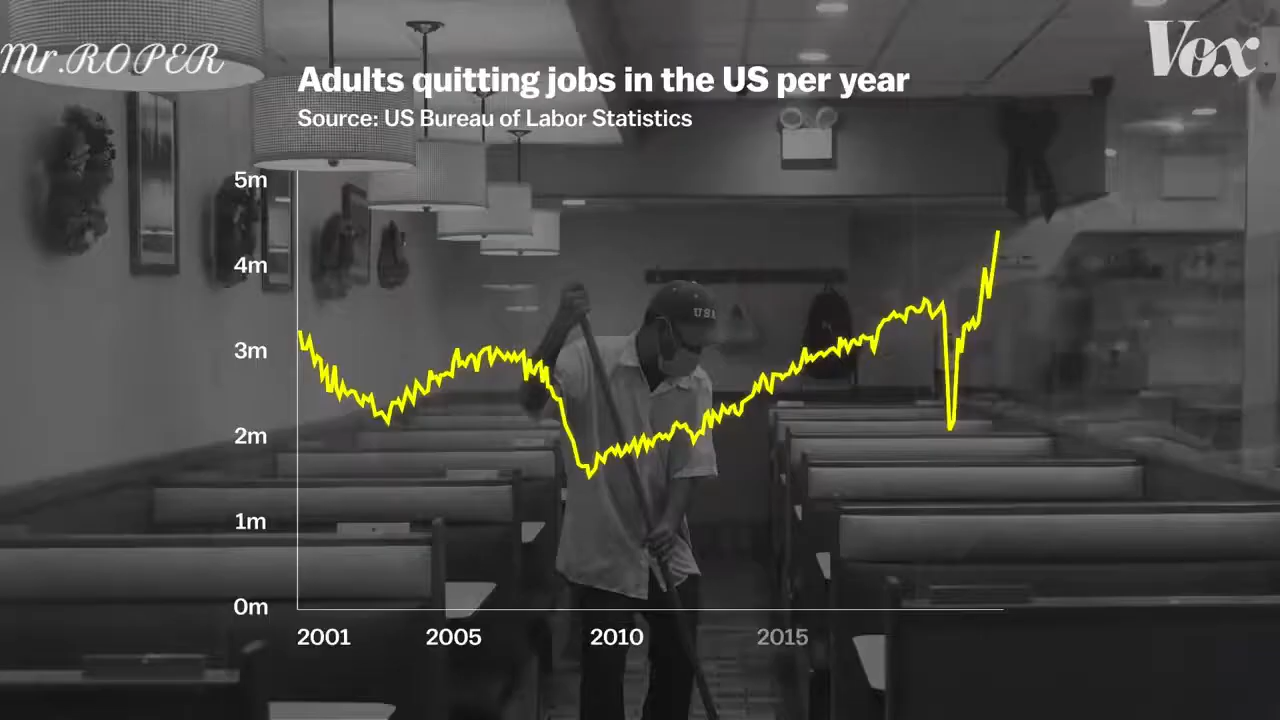 Mr.ROPER
Vox
Adults quitting jobs in the US per year
Source: US Bureau of Labor Statistics
5m
4m
3m
2m
1m
0m
2001 2005 2010 2015
USA